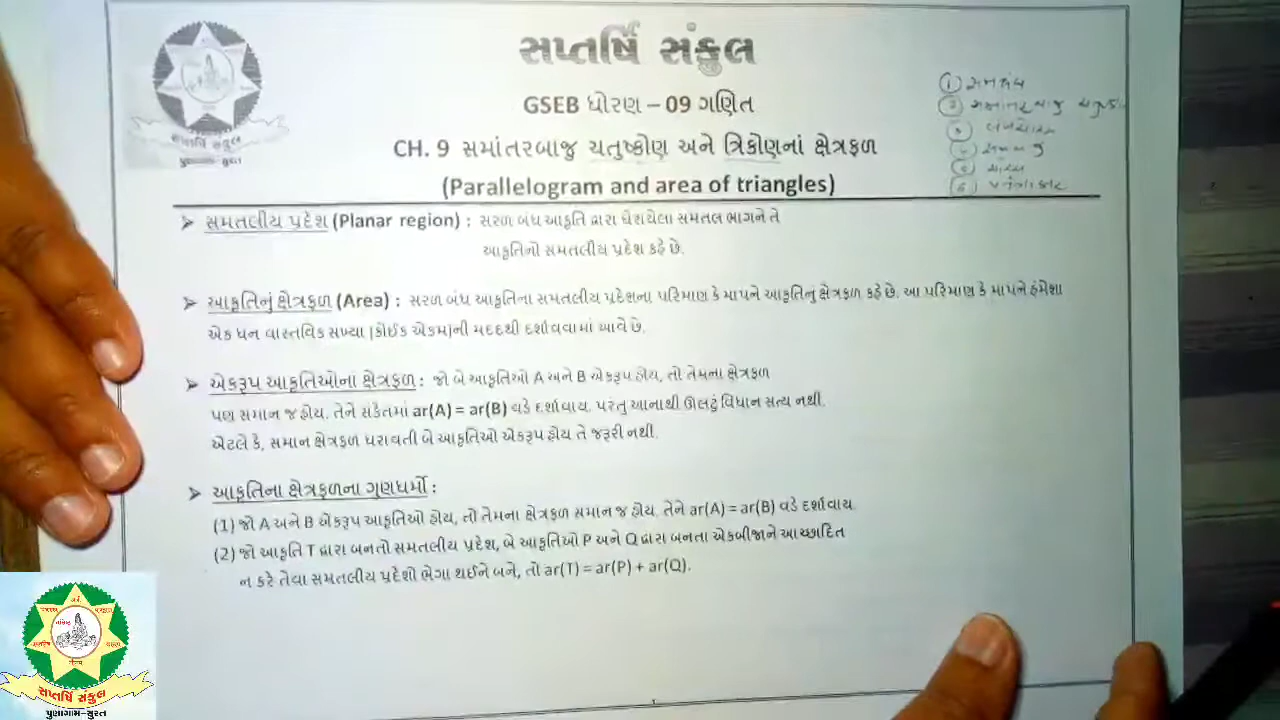 સપ્તર્ષિ સંકુલ
GSEB ધોરણ – 09 ગણિત
CH. 9 સમાંતરબાજુ ચતુષ્કોણ અને ત્રિકોણનાં ક્ષેત્રફળ
(Parallelogram and area of triangles)
સપ્તર્ષિ સંકુલ
પુણાગામ-સુરત
➤ સમતલીય પ્રદેશ (Planar region) : સરળ બંધ આકૃતિ દ્રારા ઘેરાયેલા સમતલ ભાગને તે
આકૃતિનો સમતલીય પ્રદેશ કહે છે.
➤ આકૃતિનું ક્ષેત્રફળ (Area) : સરળ બંધ આકૃતિના સમતલીય પ્રદેશના પરિમાણ કે માપને આકૃતિનું ક્ષેત્રફળ કહે છે. આ પરિમાણ કે માપને હંમેશા
એક ધન વાસ્તવિક સંખ્યા (કોઈક એકમ)ની મદદથી દર્શાવવામાં આવે છે.
➤ એકરૂપ આકૃતિઓનાં ક્ષેત્રફળ : જો બે આકૃતિઓ A અને B એકરૂપ હોય, તો તેમના ક્ષેત્રફળ
પણ સમાન જ હોય. તેને સંકેતમાં ar(A) = ar(B) વડે દર્શાવાય. પરંતુ આનાથી ઊલટું વિધાન સત્ય નથી.
એટલે કે, સમાન ક્ષેત્રફળ ધરાવતી બે આકૃતિઓ એકરૂપ હોય તે જરૂરી નથી.
➤ આકૃતિના ક્ષેત્રફળના ગુણધર્મો :
(1) જો A અને B એકરૂપ આકૃતિઓ હોય, તો તેમના ક્ષેત્રફળ સમાન જ હોય. તેને ar(A) = ar(B) વડે દર્શાવાય.
(2) જો આકૃતિ T દ્રારા બનતો સમતલીય પ્રદેશ, બે આકૃતિઓ P અને Q દ્રારા બનતા એકબીજાને આચ્છાદિત
ન કરે તેવા સમતલીય પ્રદેશો ભેગા થઈને બને, તો ar(T) = ar(P) + ar(Q).
સપ્તર્ષિ સંકુલ
પુણાગામ-સુરત